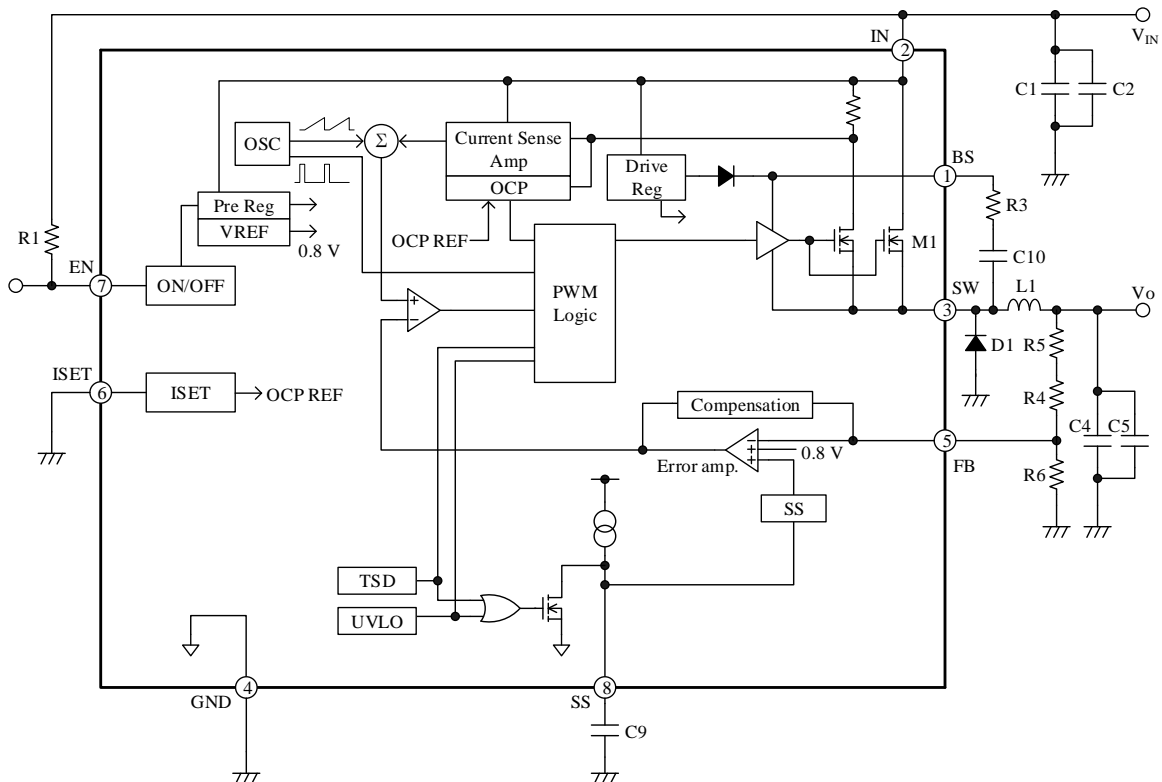 V_IN
IN
2
C1
C2
OSC
Σ
Current Sense
Amp
OCP
Drive
Reg
BS
1
R3
Pre Reg
VREF
0.8 V
OCP REF
R1
EN
7
ON/OFF
PWM
Logic
M1
C10
SW
3
L1
Vo
D1
R5
ISET
6
ISET
OCP REF
+
−
Compensation
R4
C4
C5
−
+
+
0.8 V
Error amp.
5
FB
R6
SS
TSD
UVLO
GND
4
SS
8
C9